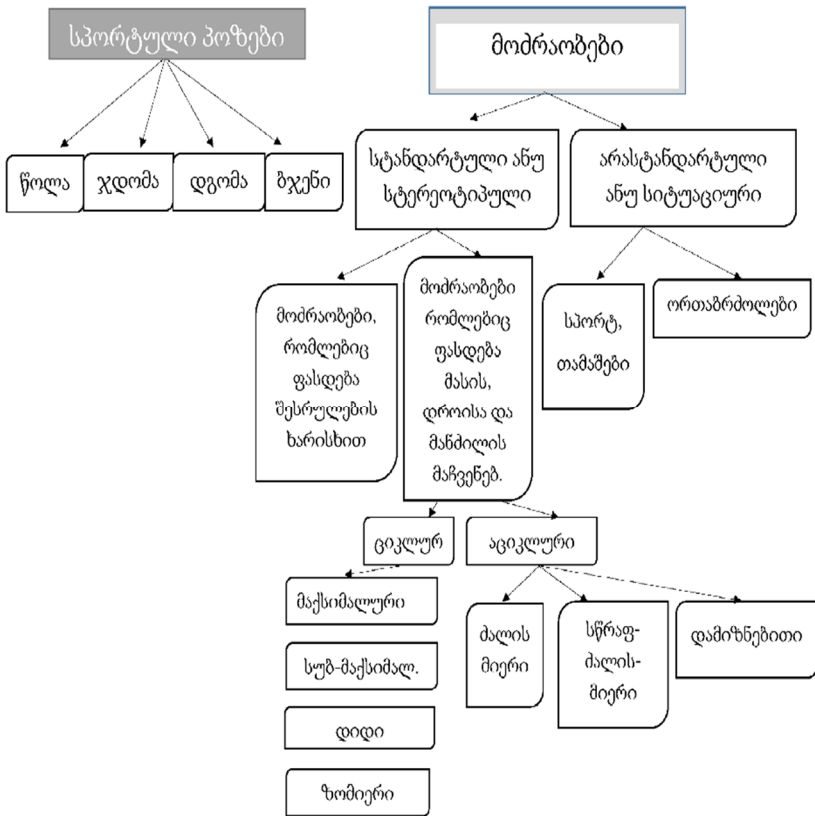 სპორტული პოზები
მოძრაობები
წოლა
ჯდომა
დგომა
ბჯენი
სტანდარტული ანუ
სტერეოტიპული
არასტანდარტული
ანუ სიტუაციური
მოძრაობები,
რომლებიც
ფასდება
შესრულების
ხარისხით
მოძრაობები
რომლებიც
ფასდება
მასის,
დროისა და
მანძილის
მაჩვენებ.
სპორტ,
თამაშები
ორთაბრძოლები
ციკლურ
აციკლური
მაქსიმალური
სუბ-მაქსიმალ.
დიდი
ზომიერი
ძალის
მიერი
სწრაფ-
ძალის-
მიერი
დამიზნებითი